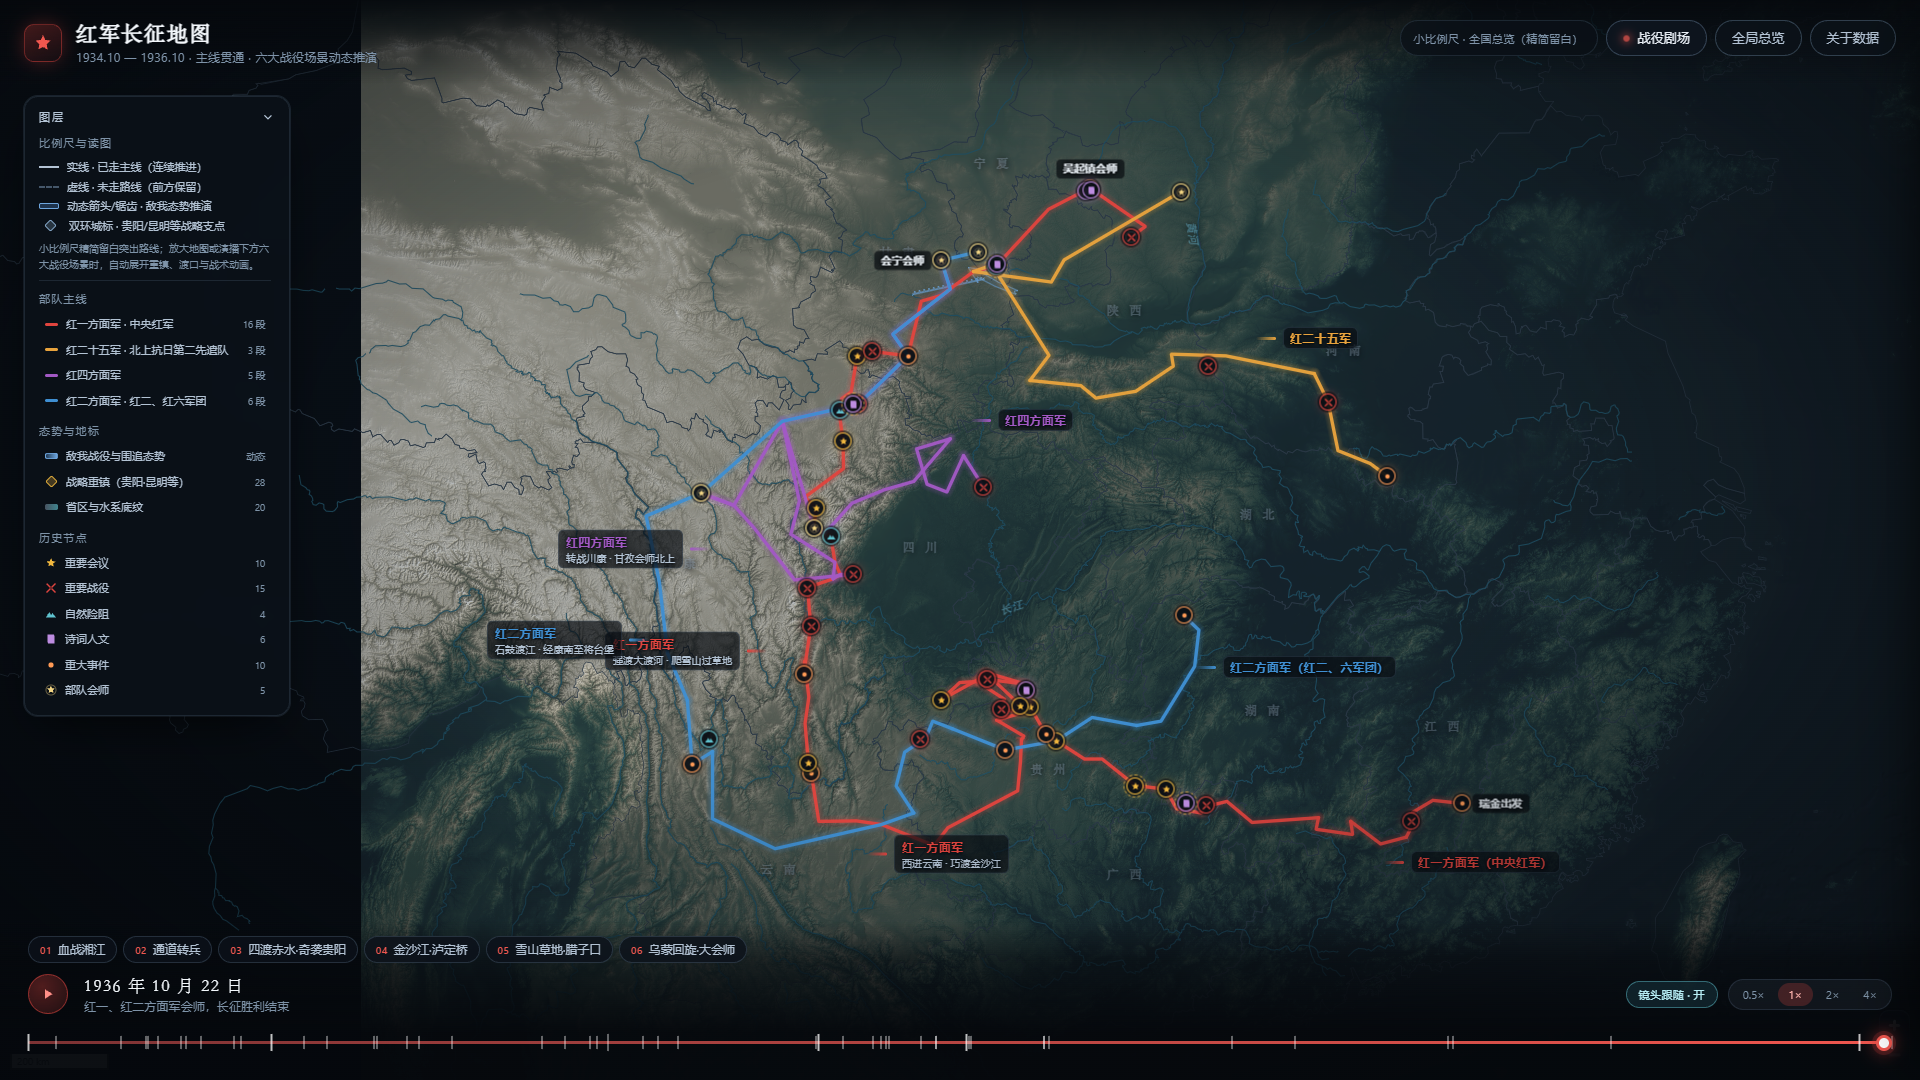 红军长征地图
1934.10 — 1936.10 · 主线贯通 · 六大战役场景动态推演
小比例尺 · 全国总览（精简留白）
战役剧场
全局总览
关于数据
图层
比例尺与读图
实线 · 已走主线（连续推进）
虚线 · 未走路线（前方保留）
动态箭头/锯齿 · 敌我态势推演
双环城标 · 贵阳/昆明等战略支点
小比例尺精简留白突出路线；放大地图或演播下方六
大战役场景时，自动展开重镇、渡口与战术动画。
部队主线
红一方面军 · 中央红军 16 段
红二十五军 · 北上抗日第二先遣队 3 段
红四方面军 5 段
红二方面军 · 红二、红六军团 6 段
态势与地标
敌我战役与围追态势 动态
战略重镇（贵阳·昆明等） 28
省区与水系底纹 20
历史节点
重要会议 10
重要战役 15
自然险阻 4
诗词人文 6
重大事件 10
部队会师 5
宁 夏
吴起镇会师
黄河
会宁会师
陕 西
红二十五军
河 南
红四方面军
湖 北
四 川
红四方面军
转战川康 · 甘孜会师北上
长江
红二方面军
石鼓渡江 · 经康南至将台堡
红一方面军
强渡大渡河 · 爬雪山过草地
红二方面军（红二、六军团）
湖 南
江 西
贵 州
瑞金出发
红一方面军
西进云南 · 巧渡金沙江
红一方面军（中央红军）
云 南
广 西
01 血战湘江
02 通道转兵
03 四渡赤水·奇袭贵阳
04 金沙江·泸定桥
05 雪山草地·腊子口
06 乌蒙回旋·大会师
1936 年 10 月 22 日
红一、红二方面军会师，长征胜利结束
镜头跟随 · 开
0.5×
1×
2×
4×